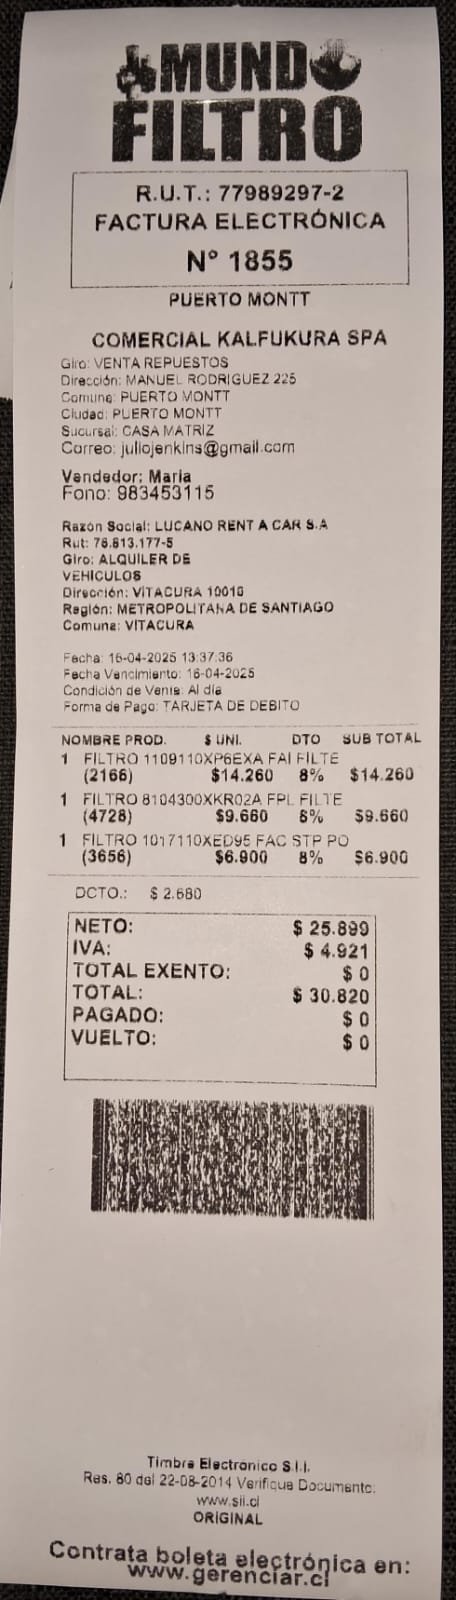 MUNDO
FILTRO
R.U.T.: 77989297-2
FACTURA ELECTRÓNICA
N° 1855
PUERTO MONTT
COMERCIAL KALFUKURA SPA
Giro: VENTA REPUESTOS
Dirección: MANUEL RODRIGUEZ 225
Comuna: PUERTO MONTT
Ciudad: PUERTO MONTT
Sucursal: CASA MATRIZ
Correo: juliojenkins@gmail.com
Vendedor: Maria
Fono: 983453115
Razón Social: LUCANO RENT A CAR S.A
Rut: 76.813.177-5
Giro: ALQUILER DE
VEHICULOS
Dirección: VITACURA 10010
Región: METROPOLITANA DE SANTIAGO
Comuna: VITACURA
Fecha: 16-04-2025 13:37:36
Fecha Vencimiento: 16-04-2025
Condición de Venta: Al día
Forma de Pago: TARJETA DE DEBITO
NOMBRE PROD. $ UNI. DTO SUB TOTAL
1 FILTRO 1109110XP6EXA FAI FILTE
(2166) $14.260 8% $14.260
1 FILTRO 8104300XKR02A FPL FILTE
(4728) $9.660 8% $9.660
1 FILTRO 1017110XED95 FAC STP PO
(3656) $6.900 8% $6.900
DCTO.: $ 2.680
NETO: $ 25.899
IVA: $ 4.921
TOTAL EXENTO: $ 0
TOTAL: $ 30.820
PAGADO: $ 0
VUELTO: $ 0
Timbre Electronico S.I.I.
Res. 80 del 22-08-2014 Verifique Documento:
www.sii.cl
ORIGINAL
Contrata boleta electrónica en:
www.gerenciar.cl